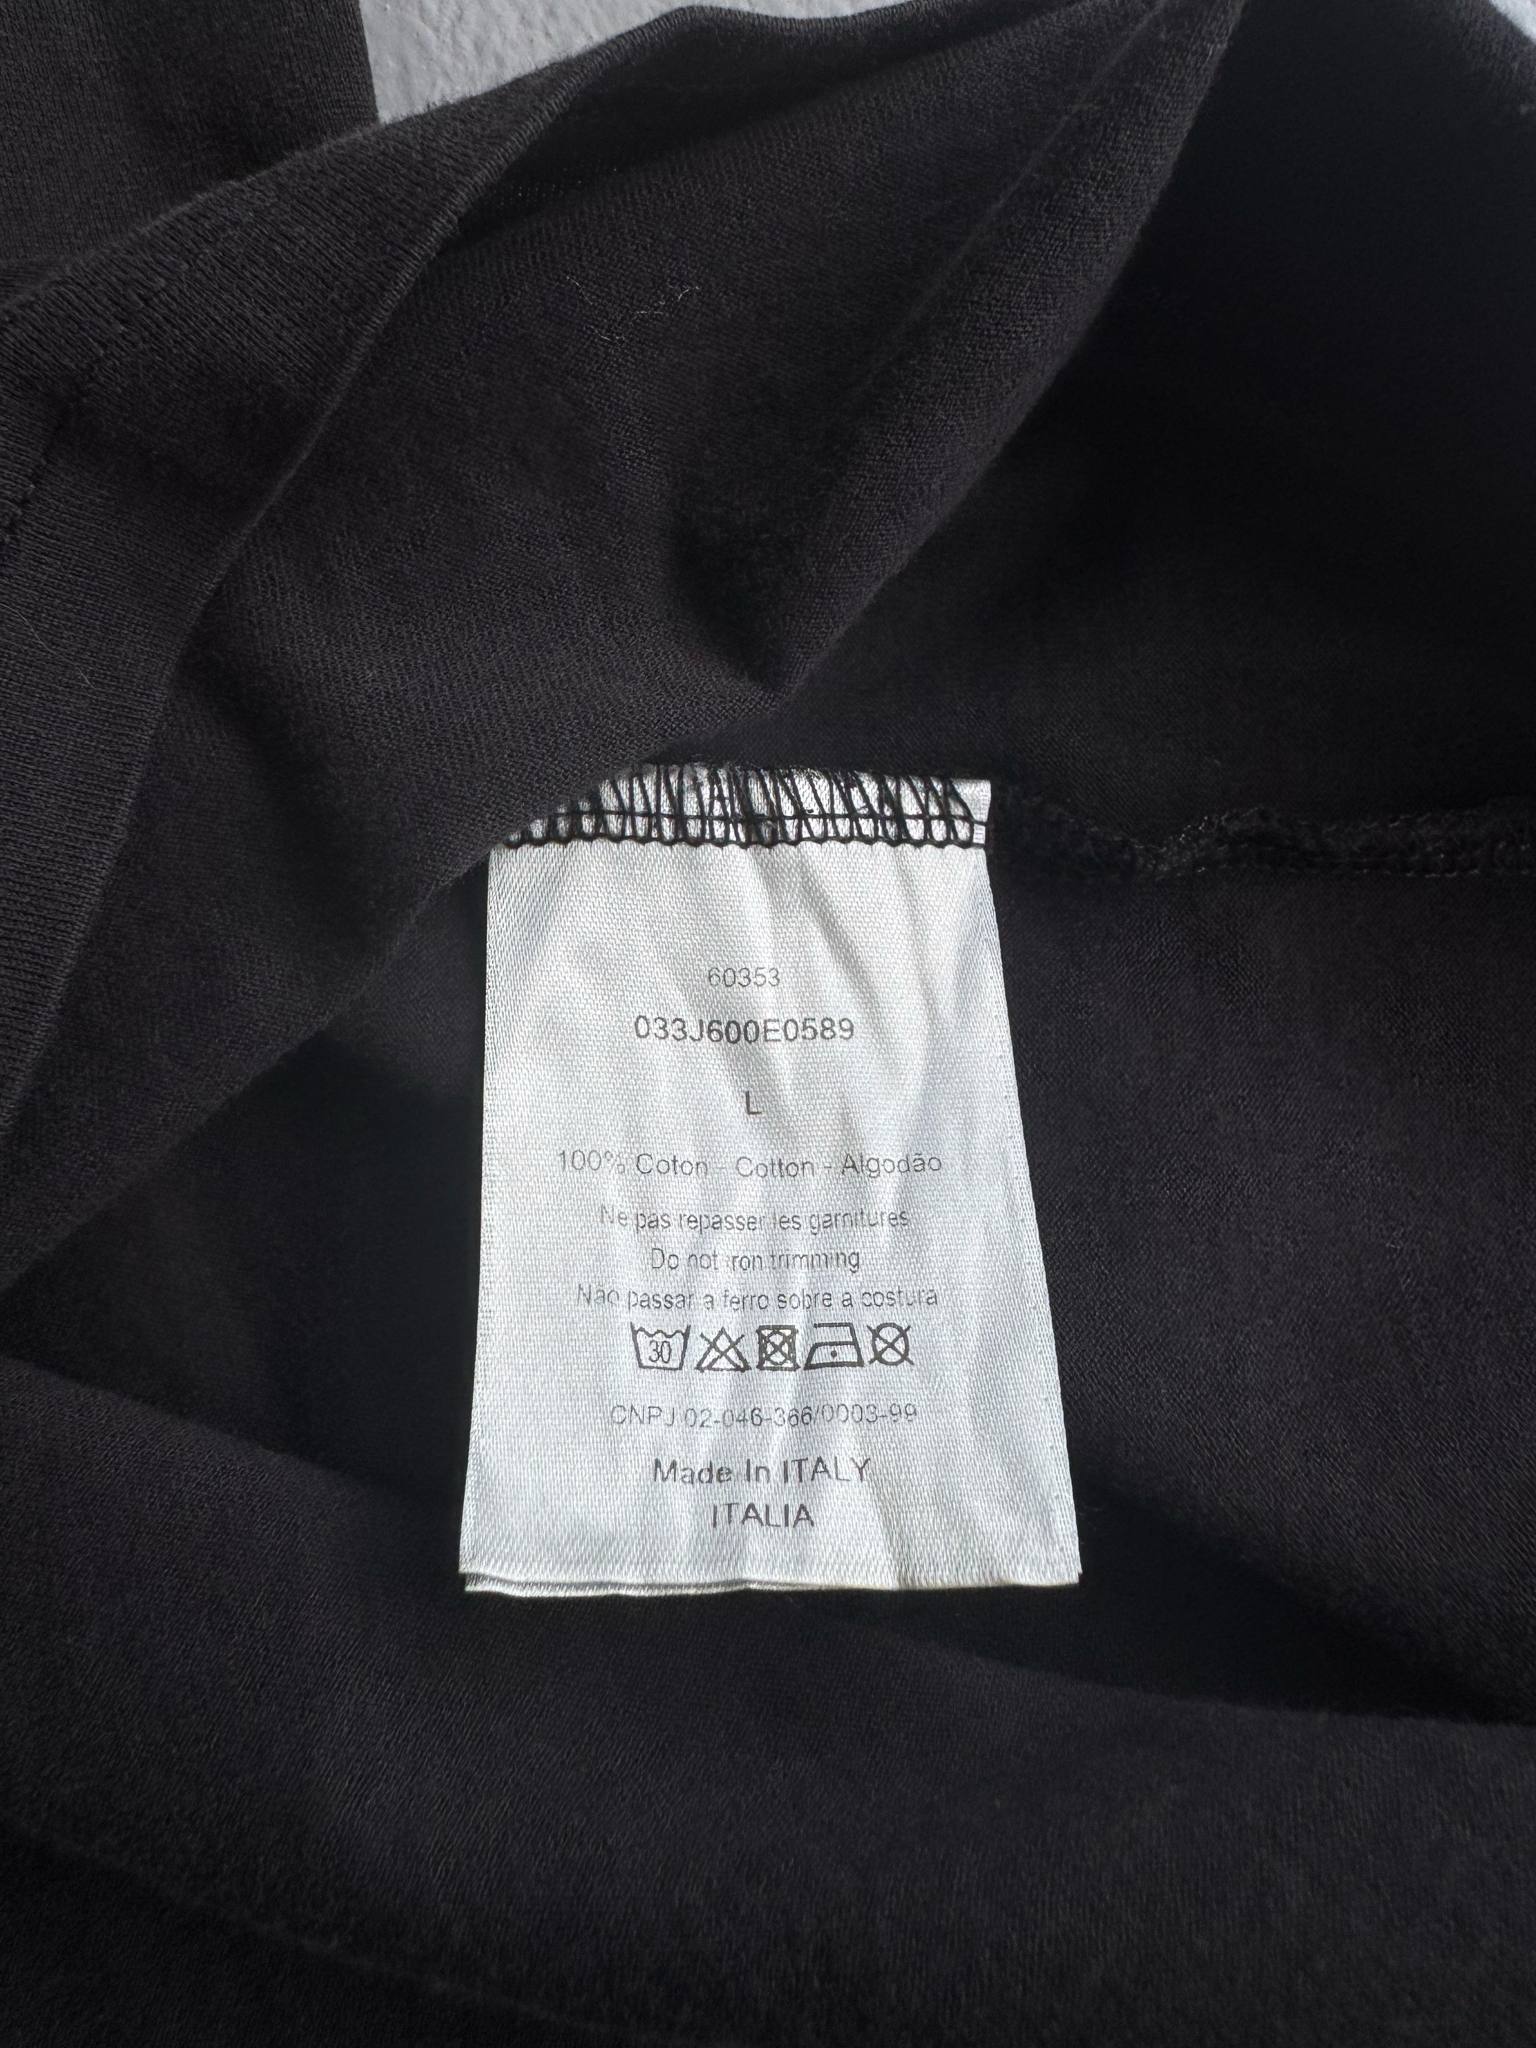 60353
033J600E0589
L
100% Coton - Cotton - Algodão
Ne pas repasser les garnitures
Do not iron trimming
Não passar a ferro sobre a costura
30
CNPJ 02-046-366/0003-99
Made In ITALY
ITALIA